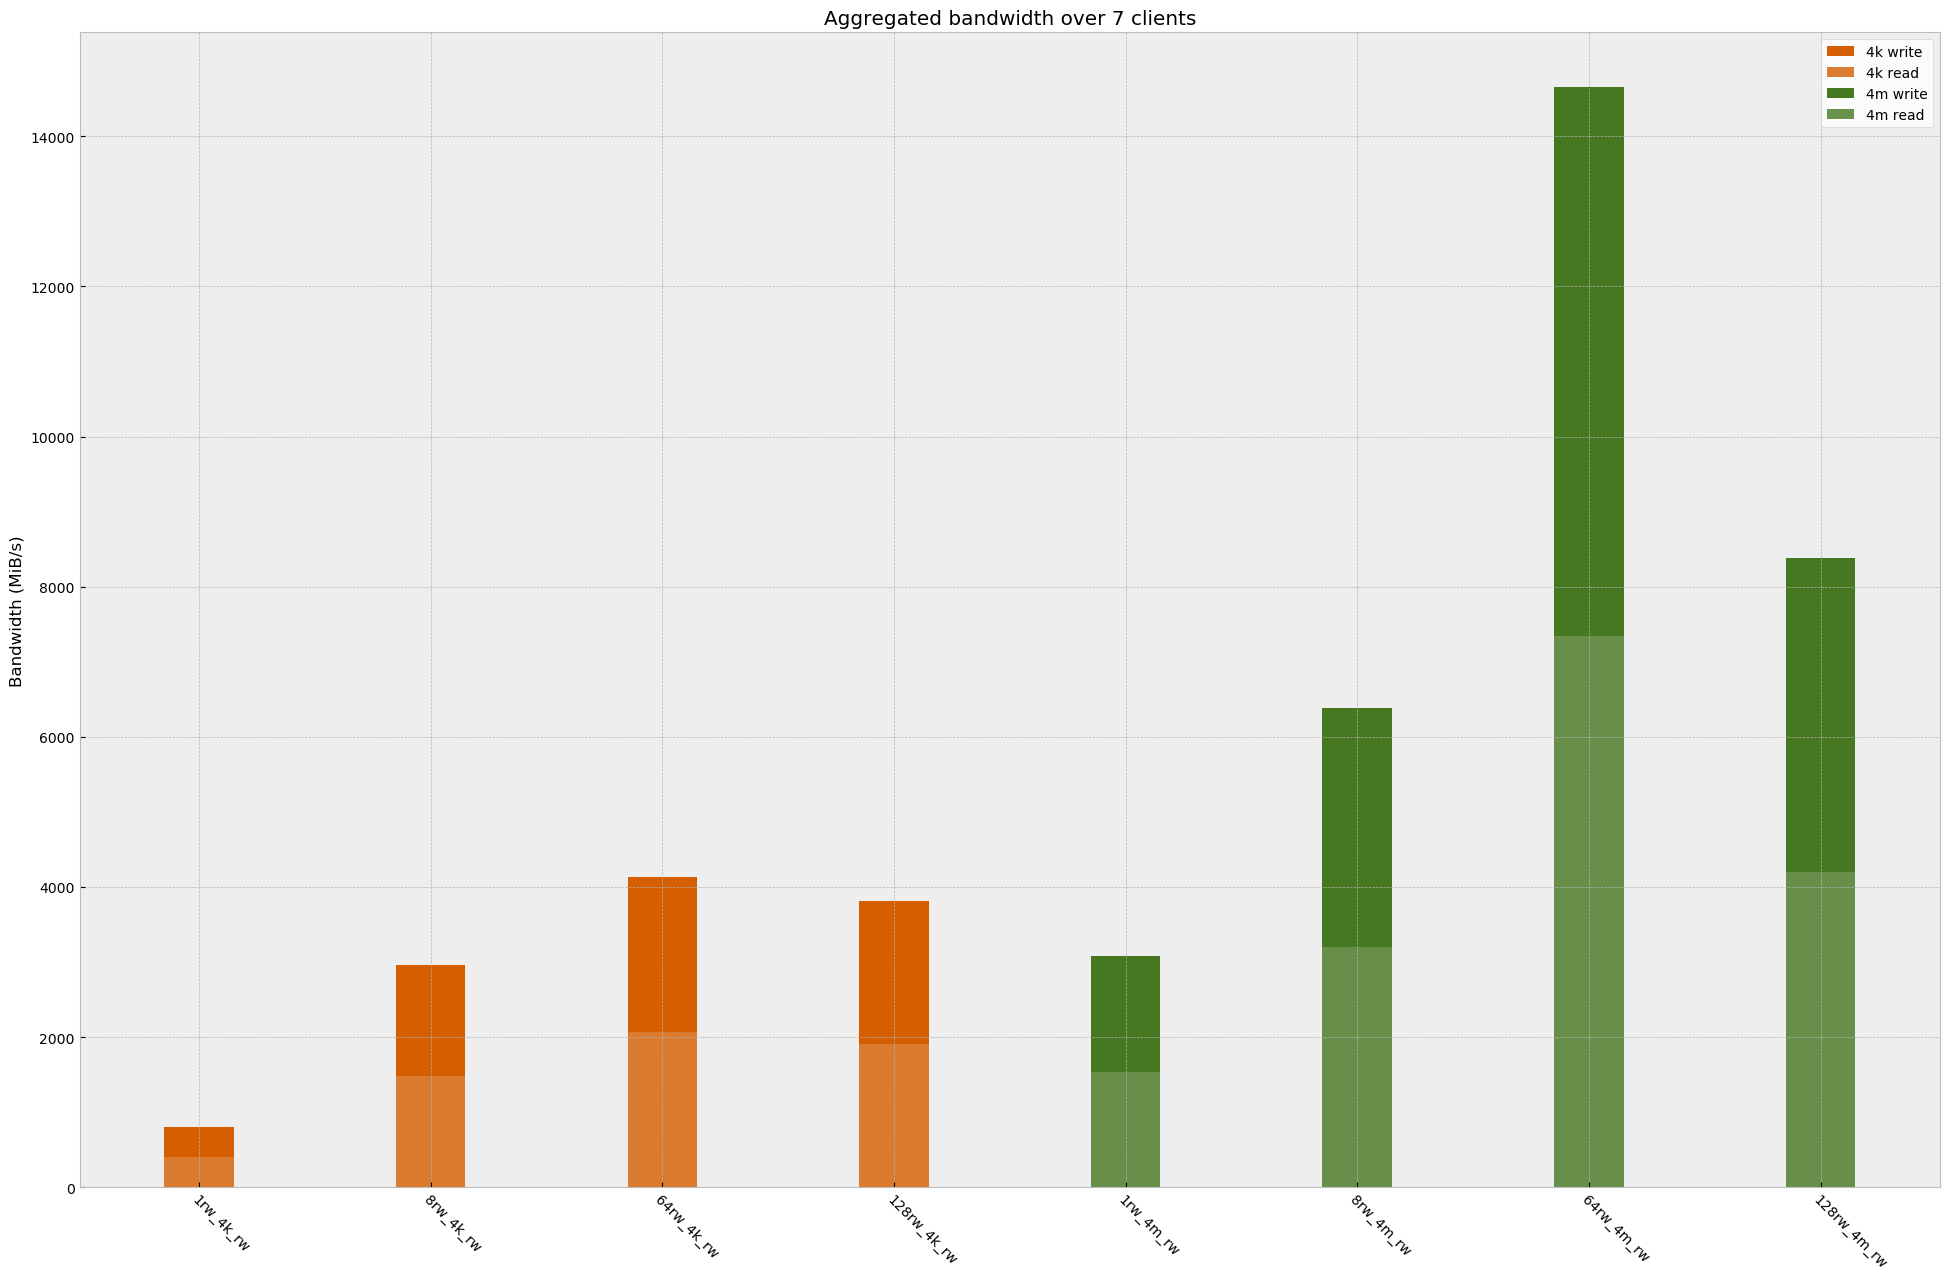 Aggregated bandwidth over 7 clients
4k write
4k read
4m write
4m read
Bandwidth (MiB/s)
14000
12000
10000
8000
6000
4000
2000
0
1rw_4k_rw
8rw_4k_rw
64rw_4k_rw
128rw_4k_rw
1rw_4m_rw
8rw_4m_rw
64rw_4m_rw
128rw_4m_rw